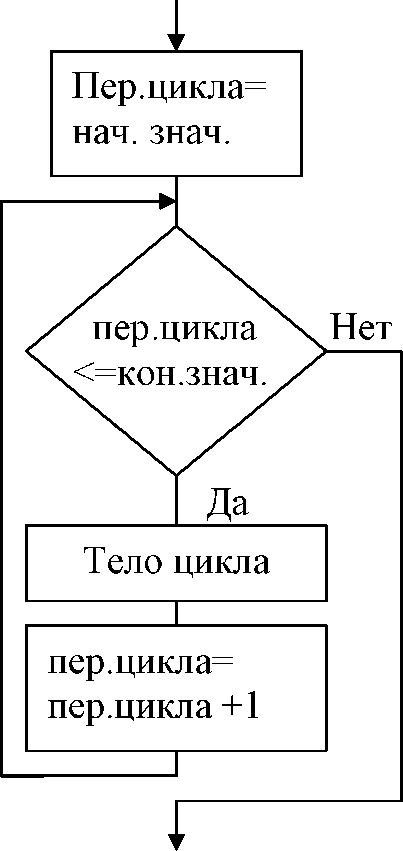 Пер.цикла=
нач. знач.
пер.цикла
<=кон.знач.
Нет
Да
Тело цикла
пер.цикла=
пер.цикла +1